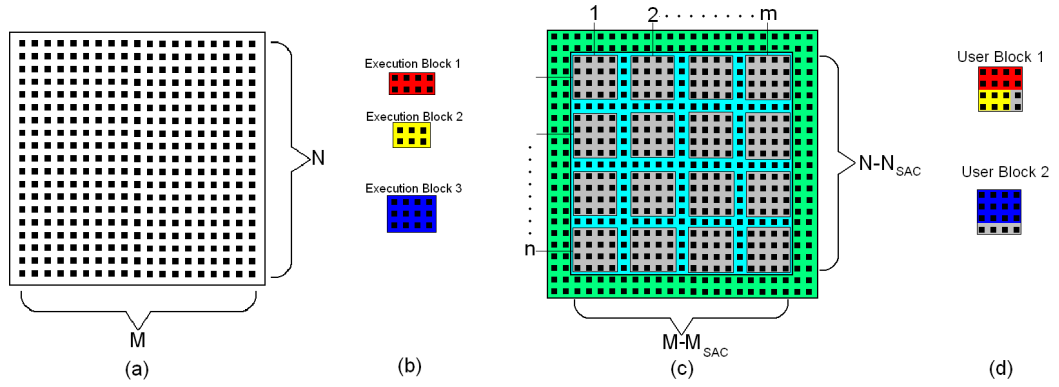 N
M
(a)
Execution Block 1
Execution Block 2
Execution Block 3
(b)
1 2 ........ m
n
N-N_SAC
M-M_SAC
(c)
User Block 1
User Block 2
(d)